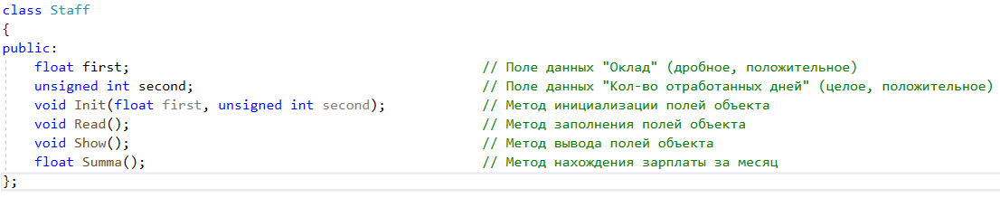 class Staff
{
public:
    float first; // Поле данных "Оклад" (дробное, положительное)
    unsigned int second; // Поле данных "Кол-во отработанных дней" (целое, положительное)
    void Init(float first, unsigned int second); // Метод инициализации полей объекта
    void Read(); // Метод заполнения полей объекта
    void Show(); // Метод вывода полей объекта
    float Summa(); // Метод нахождения зарплаты за месяц
};